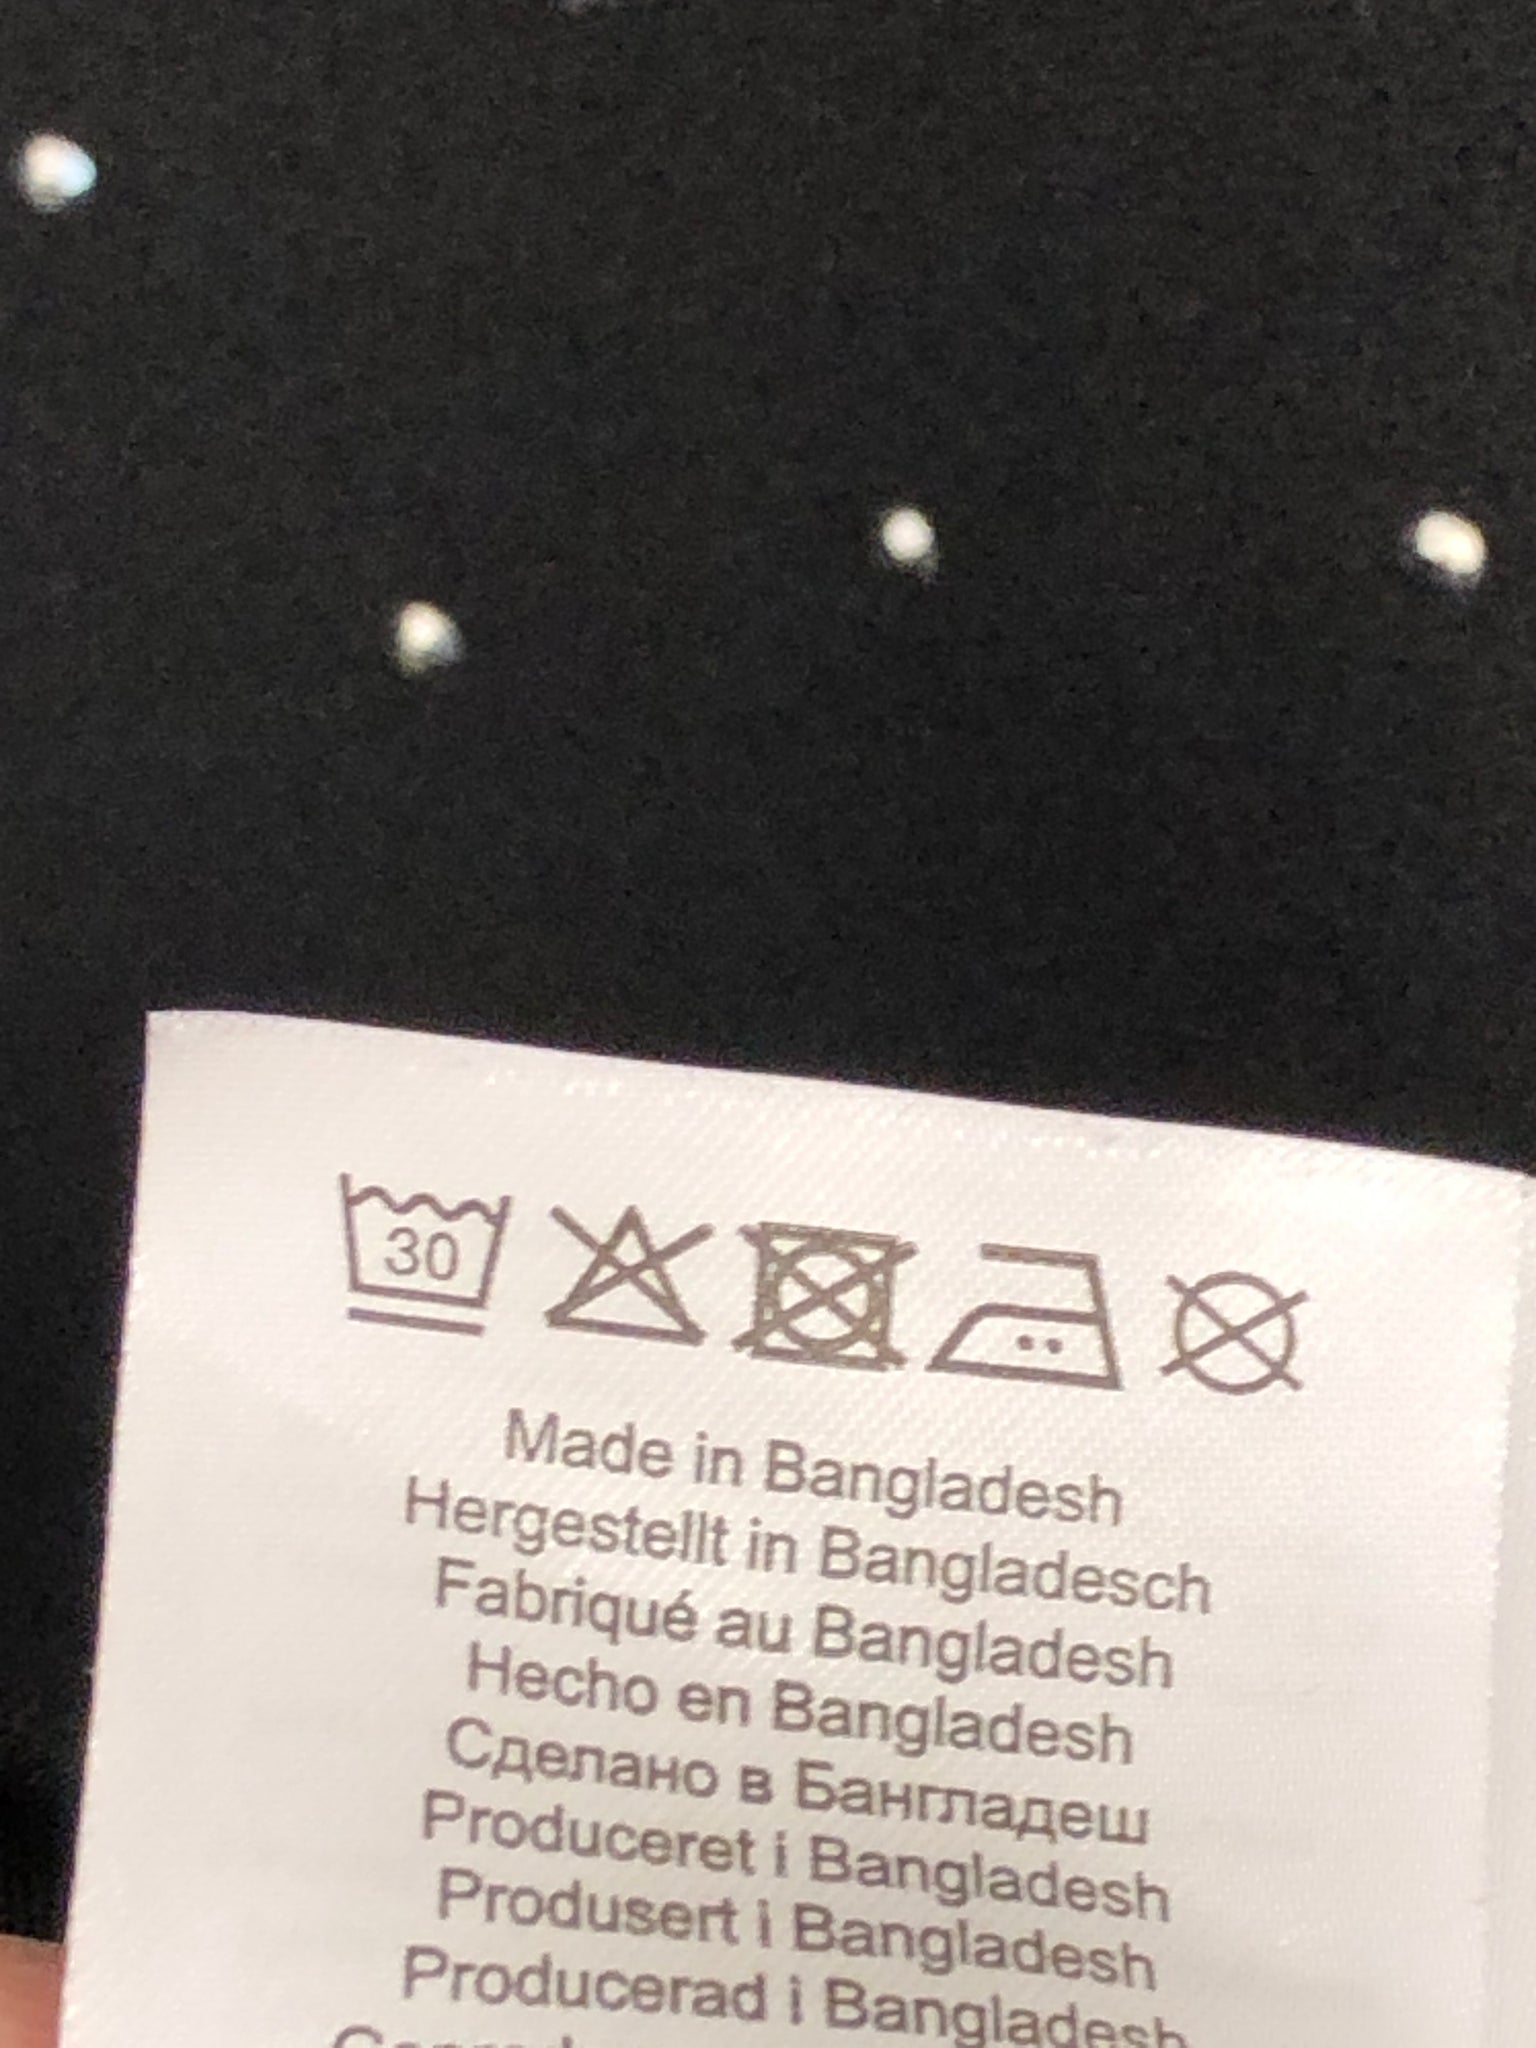 30
Made in Bangladesh
Hergestellt in Bangladesch
Fabriqué au Bangladesh
Hecho en Bangladesh
Сделано в Бангладеш
Produceret i Bangladesh
Produsert i Bangladesh
Producerad i Bangladesh